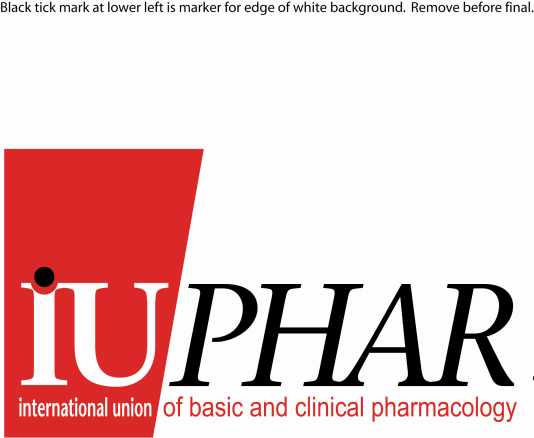 Black tick mark at lower left is marker for edge of white background.  Remove before final.
iUPHAR
international union of basic and clinical pharmacology